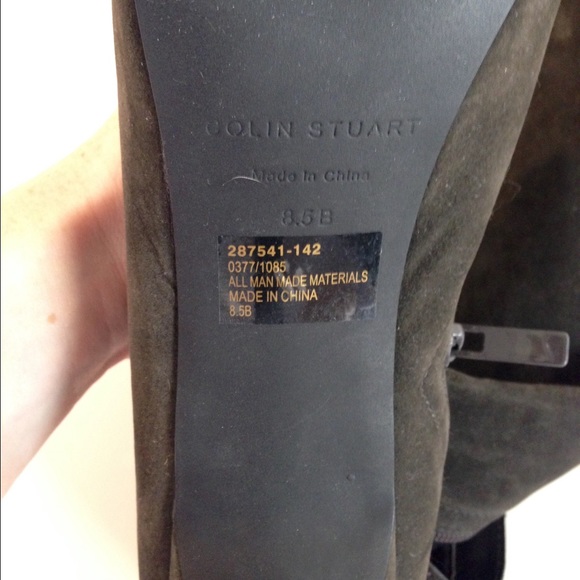 COLIN STUART
Made in China
8.5 B
287541-142
0377/1085
ALL MAN MADE MATERIALS
MADE IN CHINA
8.5B